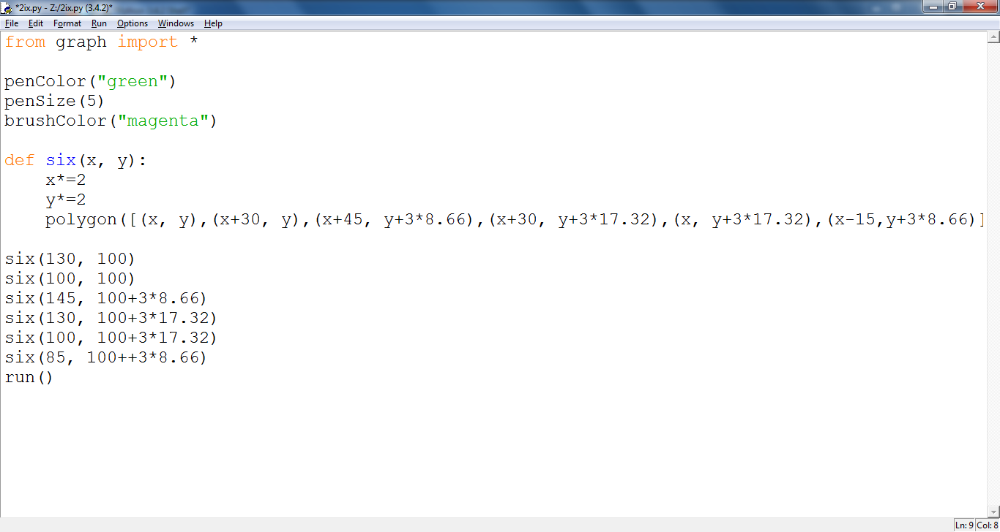 *2ix.py - Z:/2ix.py (3.4.2)*
File Edit Format Run Options Windows Help
from graph import *
penColor("green")
penSize(5)
brushColor("magenta")
def six(x, y):
    x*=2
    y*=2
    polygon([(x, y),(x+30, y),(x+45, y+3*8.66),(x+30, y+3*17.32),(x, y+3*17.32),(x-15,y+3*8.66)]
six(130, 100)
six(100, 100)
six(145, 100+3*8.66)
six(130, 100+3*17.32)
six(100, 100+3*17.32)
six(85, 100++3*8.66)
run()
Ln: 9 Col: 8